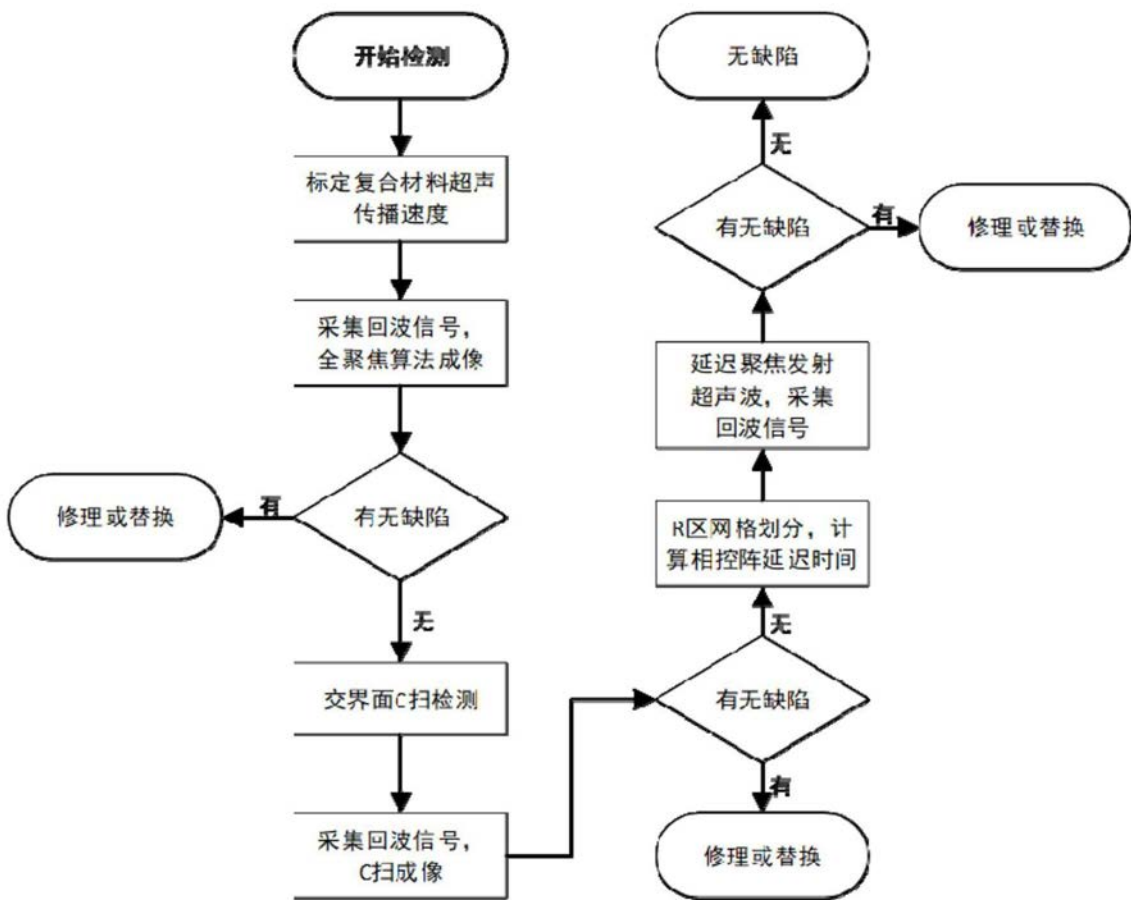 开始检测
标定复合材料超声
传播速度
采集回波信号，
全聚焦算法成像
有无缺陷
有
修理或替换
无
交界面C扫检测
采集回波信号，
C扫成像
有无缺陷
有
修理或替换
无
R区网格划分，计
算相控阵延迟时间
延迟聚焦发射
超声波，采集
回波信号
有无缺陷
有
修理或替换
无
无缺陷